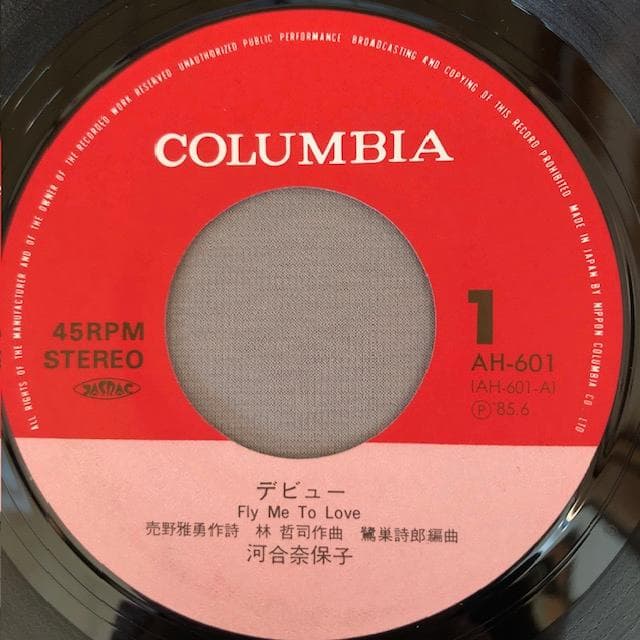 ALL RIGHTS OF THE MANUFACTURER AND OF THE OWNER OF THE RECORDED WORK RESERVED UNAUTHORIZED PUBLIC PERFORMANCE BROADCASTING AND COPYING OF THIS RECORD PROHIBITED MADE IN JAPAN BY NIPPON COLUMBIA CO., LTD
COLUMBIA
45RPM
STEREO
JASRAC
1
AH-601
(AH-601-A)
Ⓟ'85.6
デビュー
Fly Me To Love
売野雅勇作詩 林 哲司作曲 鷺巣詩郎編曲
河合奈保子